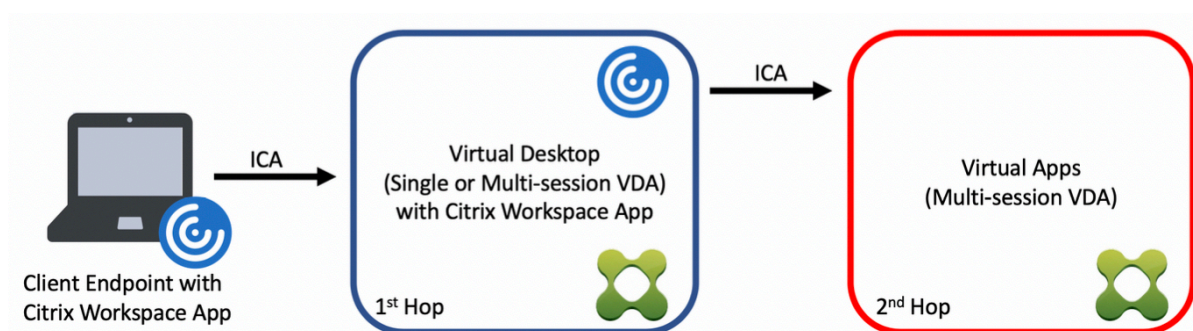 ICA
Client Endpoint with
Citrix Workspace App
Virtual Desktop
(Single or Multi-session VDA)
with Citrix Workspace App
1st Hop
ICA
Virtual Apps
(Multi-session VDA)
2nd Hop